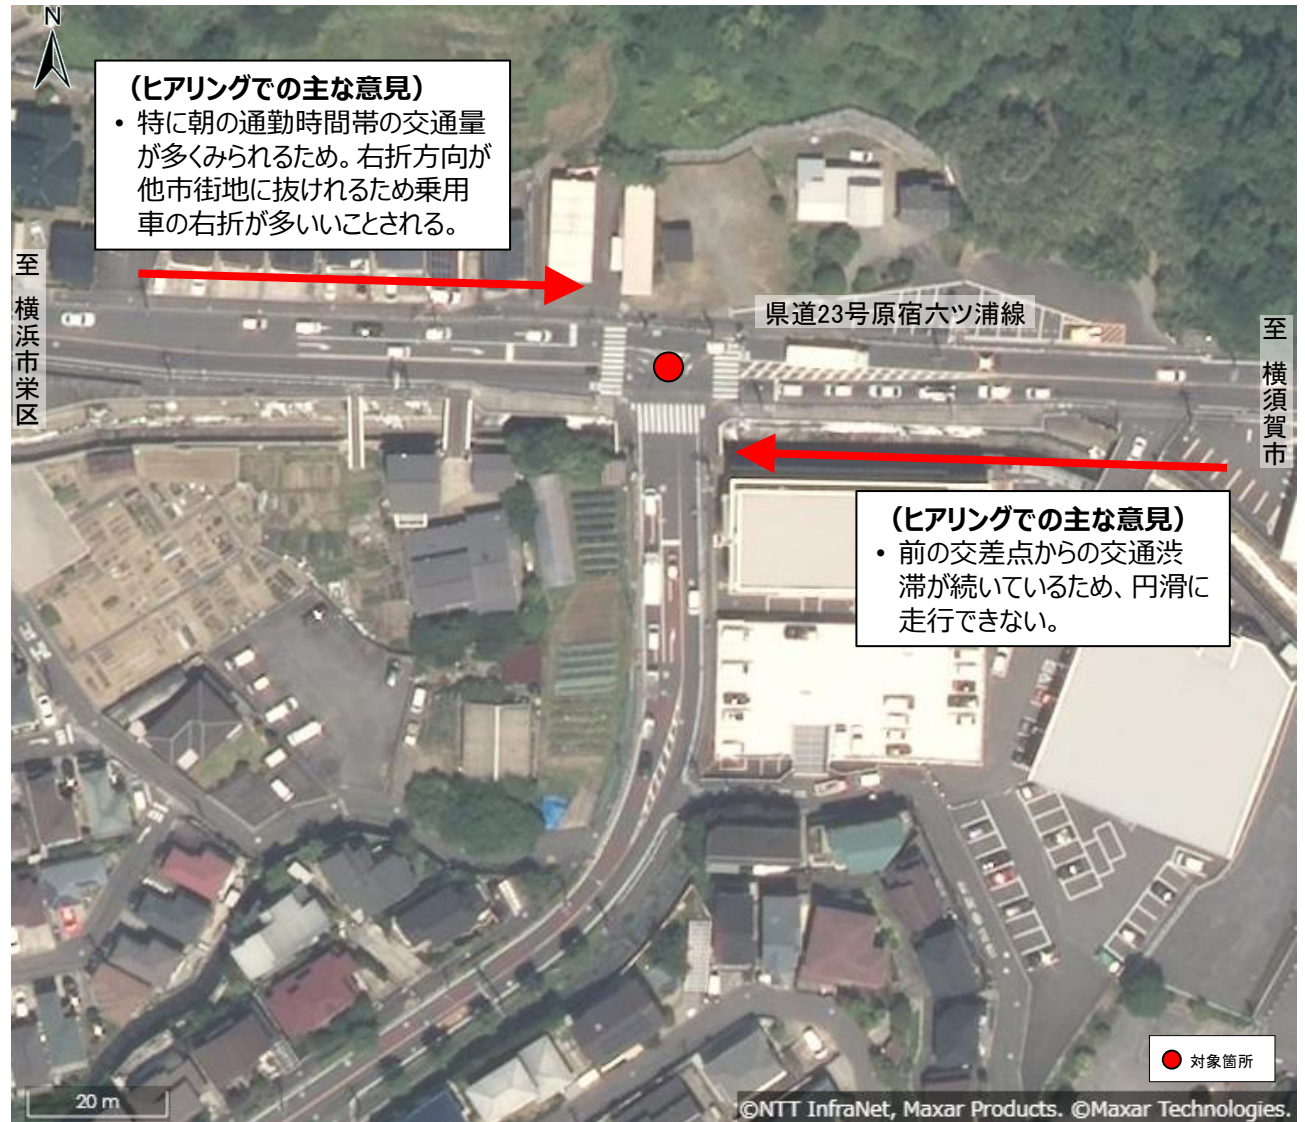 N
（ヒアリングでの主な意見）
• 特に朝の通勤時間帯の交通量
が多くみられるため。右折方向が
他市街地に抜けれるため乗用
車の右折が多いいことされる。
至 横浜市栄区
県道23号原宿六ツ浦線
至 横須賀市
（ヒアリングでの主な意見）
• 前の交差点からの交通渋
滞が続いているため、円滑に
走行できない。
対象箇所
20 m
©NTT InfraNet, Maxar Products. ©Maxar Technologies.